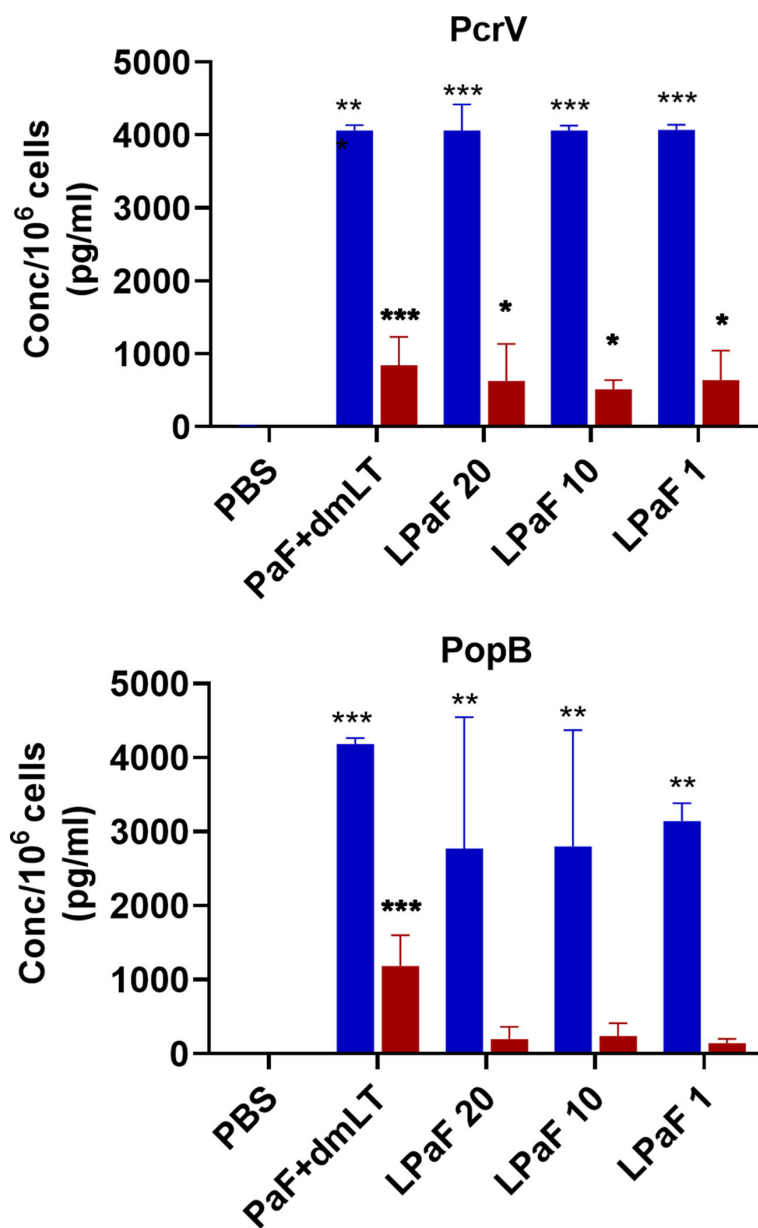 PcrV
Conc/10⁶ cells
(pg/ml)
5000
4000
3000
2000
1000
0
**
*
***
***
***
***
*
*
*
PBS
PaF+dmLT
LPaF 20
LPaF 10
LPaF 1
PopB
Conc/10⁶ cells
(pg/ml)
5000
4000
3000
2000
1000
0
***
**
**
**
***
PBS
PaF+dmLT
LPaF 20
LPaF 10
LPaF 1